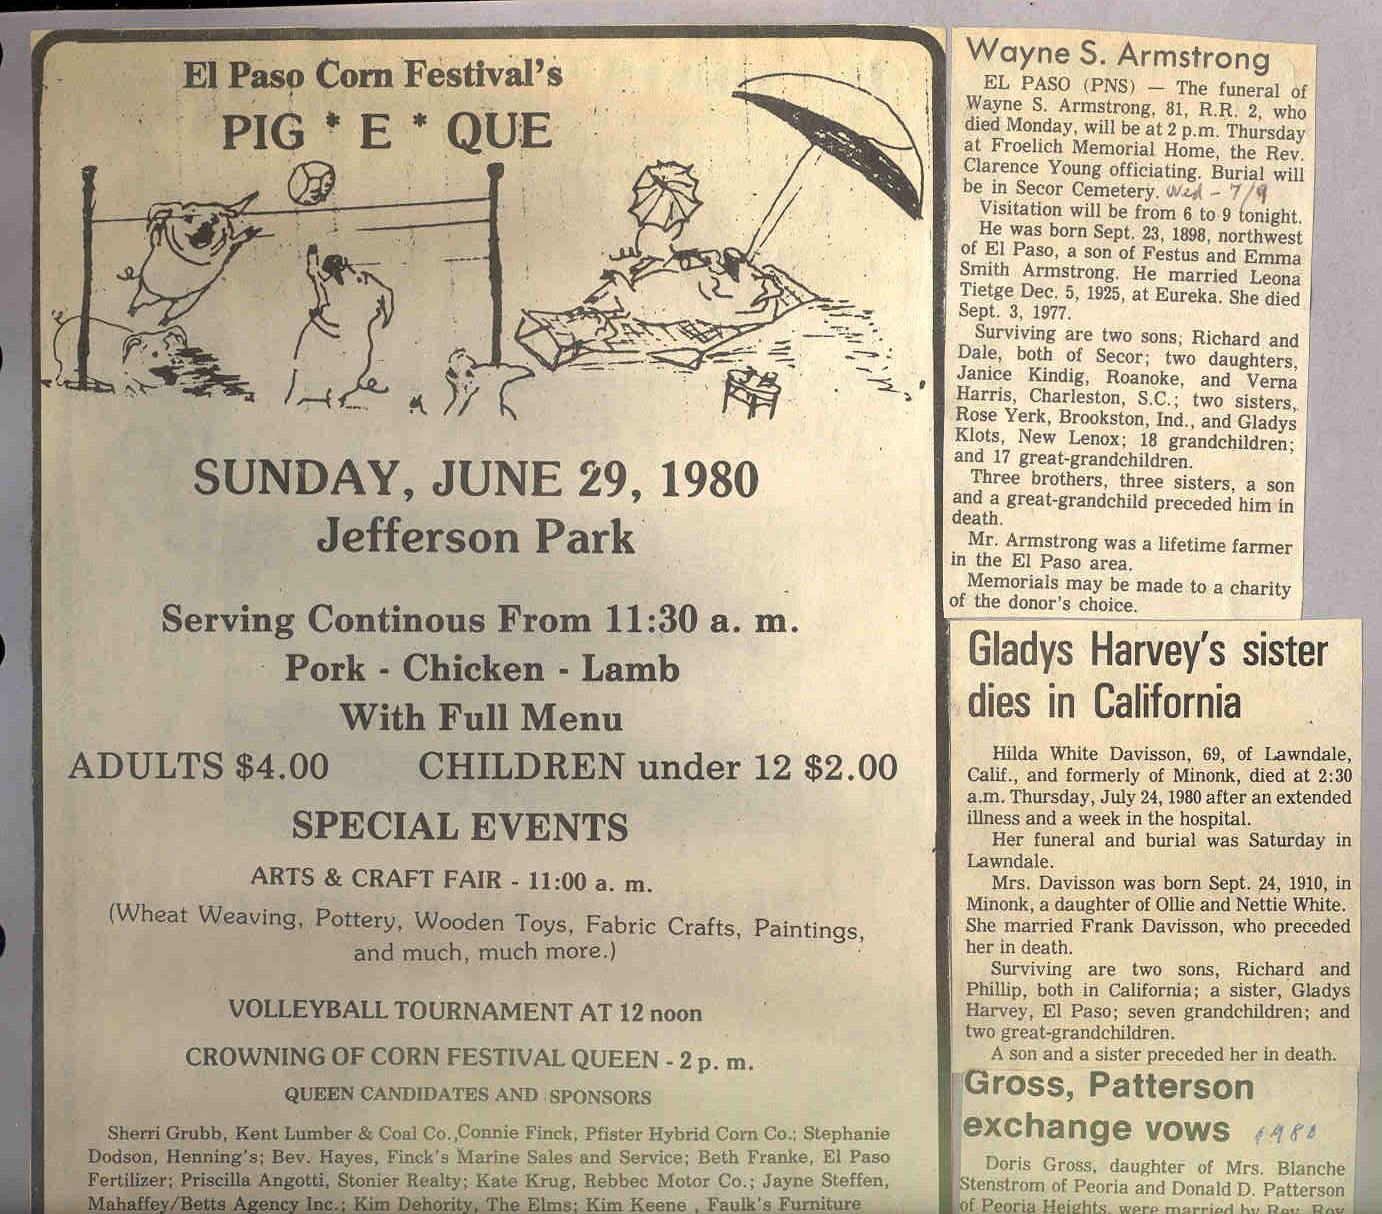 El Paso Corn Festival's
PIG * E * QUE
SUNDAY, JUNE 29, 1980
Jefferson Park
Serving Continous From 11:30 a. m.
Pork - Chicken - Lamb
With Full Menu
ADULTS $4.00 CHILDREN under 12 $2.00
SPECIAL EVENTS
ARTS & CRAFT FAIR - 11:00 a. m.
(Wheat Weaving, Pottery, Wooden Toys, Fabric Crafts, Paintings,
and much, much more.)
VOLLEYBALL TOURNAMENT AT 12 noon
CROWNING OF CORN FESTIVAL QUEEN - 2 p. m.
QUEEN CANDIDATES AND SPONSORS
Sherri Grubb, Kent Lumber & Coal Co.,Connie Finck, Pfister Hybrid Corn Co.; Stephanie
Dodson, Henning's; Bev. Hayes, Finck's Marine Sales and Service; Beth Franke, El Paso
Fertilizer; Priscilla Angotti, Stonier Realty; Kate Krug, Rebbec Motor Co.; Jayne Steffen,
Mahaffey/Betts Agency Inc.; Kim Dehority, The Elms; Kim Keene , Faulk's Furniture
Wayne S. Armstrong
EL PASO (PNS) — The funeral of
Wayne S. Armstrong, 81, R.R. 2, who
died Monday, will be at 2 p.m. Thursday
at Froelich Memorial Home, the Rev.
Clarence Young officiating. Burial will
be in Secor Cemetery. Wed - 7/9
Visitation will be from 6 to 9 tonight.
He was born Sept. 23, 1898, northwest
of El Paso, a son of Festus and Emma
Smith Armstrong. He married Leona
Tietge Dec. 5, 1925, at Eureka. She died
Sept. 3, 1977.
Surviving are two sons; Richard and
Dale, both of Secor; two daughters,
Janice Kindig, Roanoke, and Verna
Harris, Charleston, S.C.; two sisters,
Rose Yerk, Brookston, Ind., and Gladys
Klots, New Lenox; 18 grandchildren;
and 17 great-grandchildren.
Three brothers, three sisters, a son
and a great-grandchild preceded him in
death.
Mr. Armstrong was a lifetime farmer
in the El Paso area.
Memorials may be made to a charity
of the donor's choice.
Gladys Harvey's sister
dies in California
Hilda White Davisson, 69, of Lawndale,
Calif., and formerly of Minonk, died at 2:30
a.m. Thursday, July 24, 1980 after an extended
illness and a week in the hospital.
Her funeral and burial was Saturday in
Lawndale.
Mrs. Davisson was born Sept. 24, 1910, in
Minonk, a daughter of Ollie and Nettie White.
She married Frank Davisson, who preceded
her in death.
Surviving are two sons, Richard and
Phillip, both in California; a sister, Gladys
Harvey, El Paso; seven grandchildren; and
two great-grandchildren.
A son and a sister preceded her in death.
Gross, Patterson
exchange vows 1980
Doris Gross, daughter of Mrs. Blanche
Stenstrom of Peoria and Donald D. Patterson
of Peoria Heights, were married by Rev. Roy